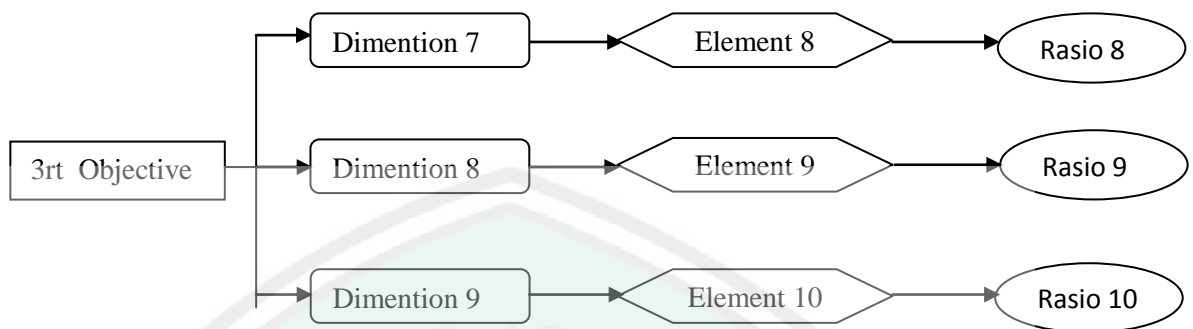 Dimention 7
Element 8
Rasio 8
3rt Objective
Dimention 8
Element 9
Rasio 9
Dimention 9
Element 10
Rasio 10